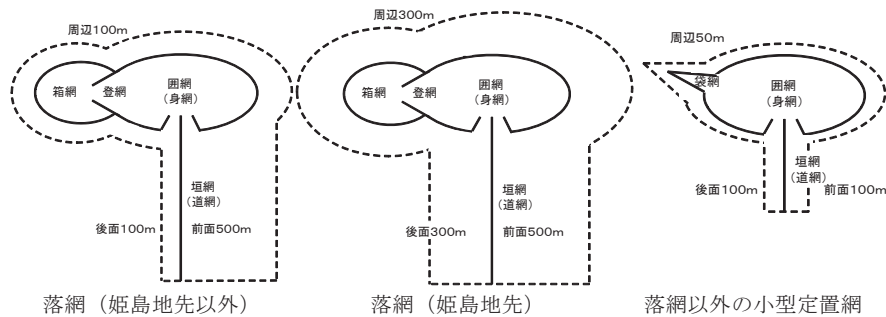 周辺100m
箱網
登網
囲網
(身網)
垣網
(道網)
後面100m
前面500m
落網（姫島地先以外）
周辺300m
箱網
登網
囲網
(身網)
垣網
(道網)
後面300m
前面500m
落網（姫島地先）
周辺50m
袋網
囲網
(身網)
垣網
(道網)
後面100m
前面100m
落網以外の小型定置網